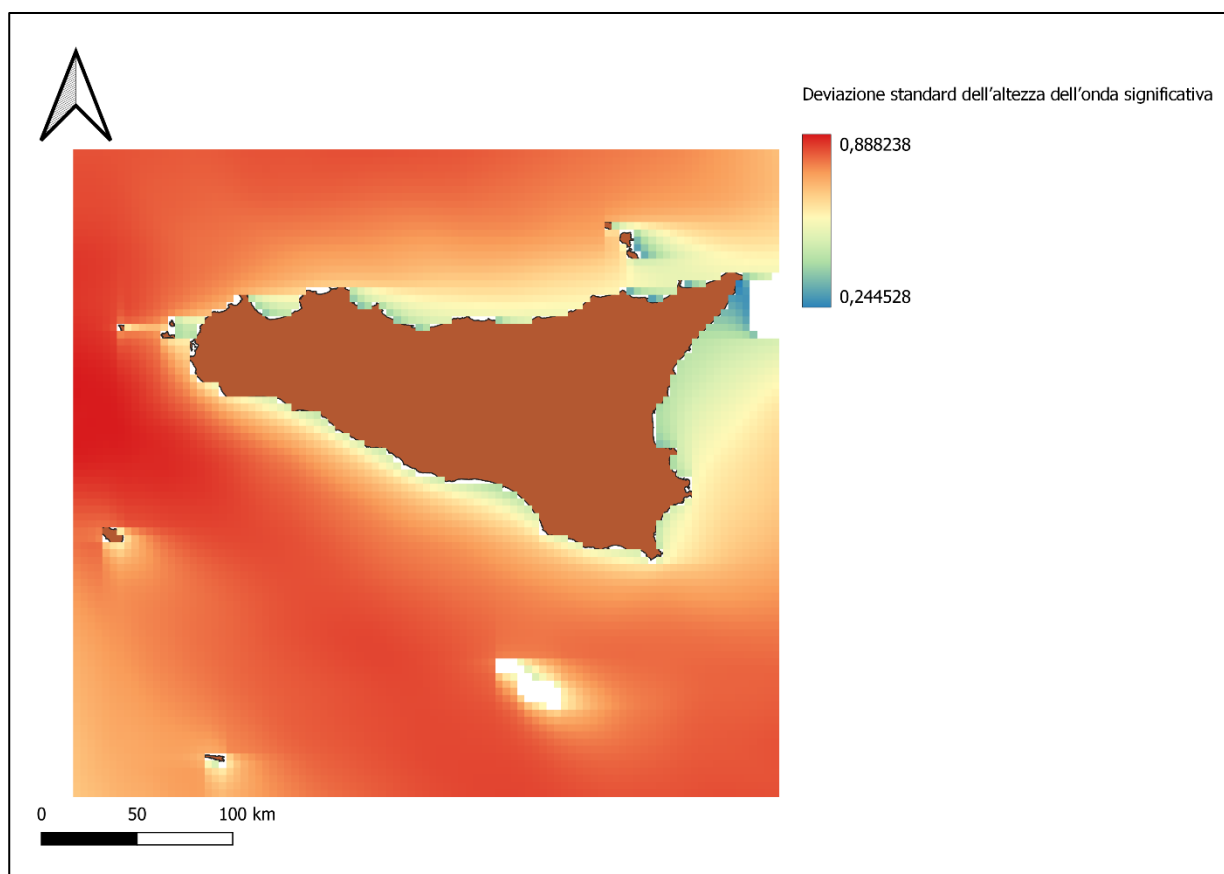 Deviazione standard dell'altezza dell'onda significativa
0,888238
0,244528
0 50 100 km